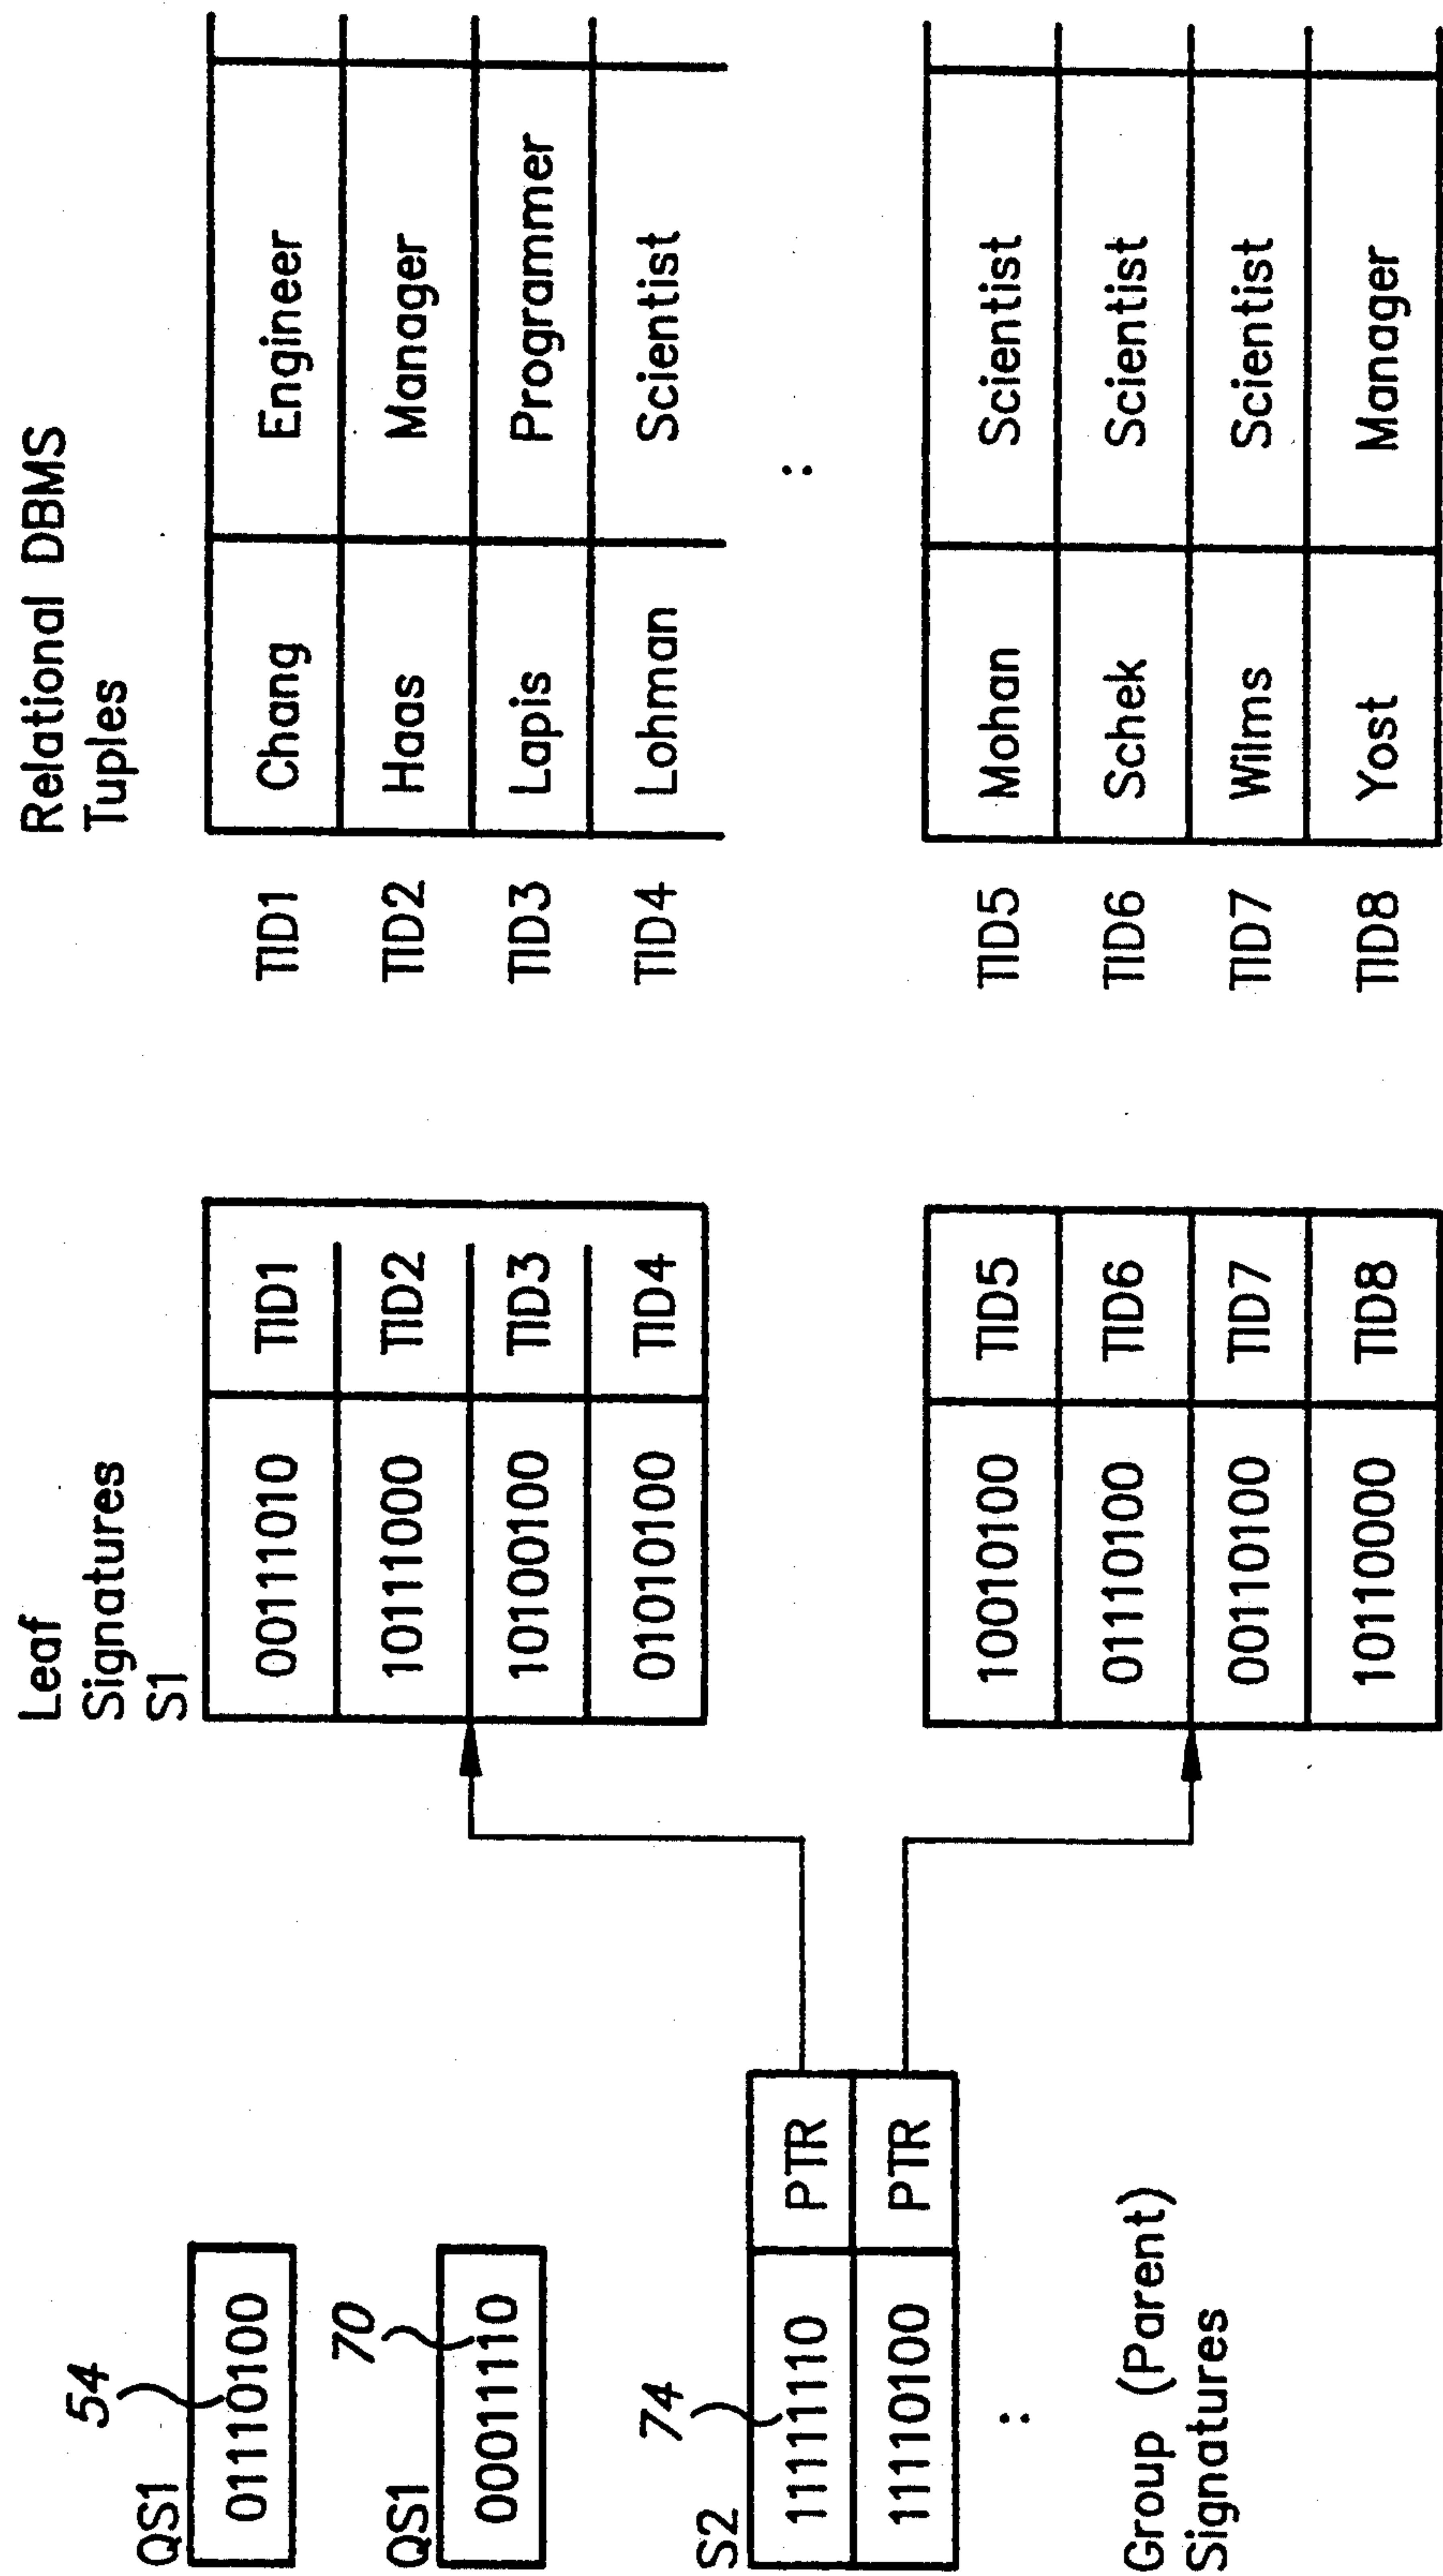 QS1
54
01110100
QS1
70
00011110
S2
74
11111110 PTR
11110100 PTR
:
Group (Parent)
Signatures
Leaf
Signatures
S1
00111010 TID1
10111000 TID2
10100100 TID3
01010100 TID4
10010100 TID5
01110100 TID6
00110100 TID7
10110000 TID8
Relational DBMS
Tuples
TID1 Chang Engineer
TID2 Haas Manager
TID3 Lapis Programmer
TID4 Lohman Scientist
:
TID5 Mohan Scientist
TID6 Schek Scientist
TID7 Wilms Scientist
TID8 Yost Manager